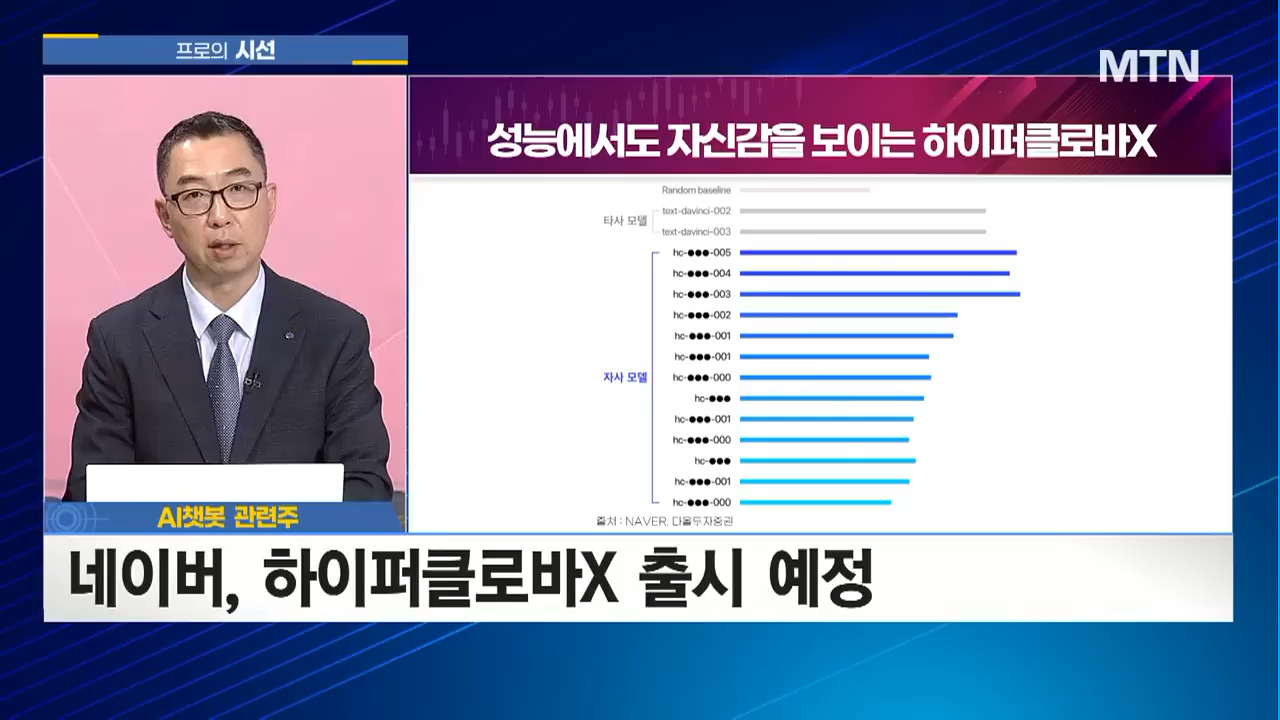 프로의 시선
MTN
성능에서도 자신감을 보이는 하이퍼클로바X
Random baseline
타사 모델
text-davinci-002
text-davinci-003
hc-●●●-005
hc-●●●-004
hc-●●●-003
hc-●●●-002
hc-●●●-001
hc-●●●-001
자사 모델
hc-●●●-000
hc-●●●
hc-●●●-001
hc-●●●-000
hc-●●●
hc-●●●-001
hc-●●●-000
출처 : NAVER, 다올투자증권
AI챗봇 관련주
네이버, 하이퍼클로바X 출시 예정